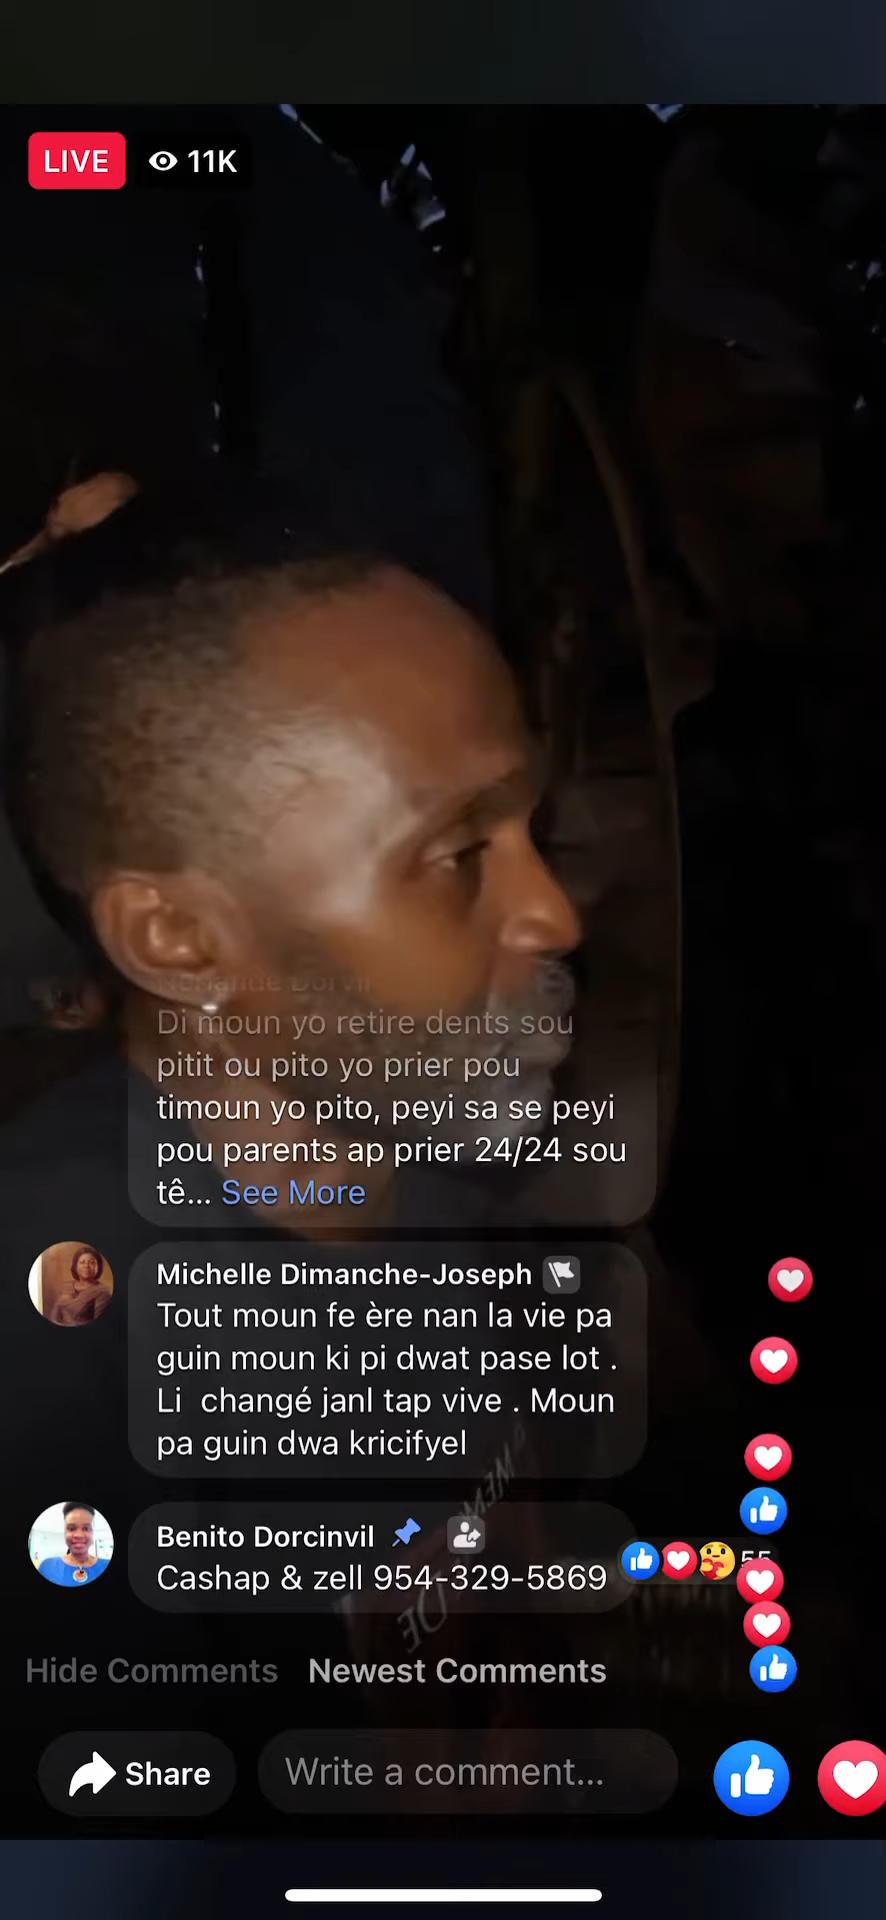 LIVE 11K
Di moun yo retire dents sou
pitit ou pito yo prier pou
timoun yo pito, peyi sa se peyi
pou parents ap prier 24/24 sou
tê... See More
Michelle Dimanche-Joseph
Tout moun fe ère nan la vie pa
guin moun ki pi dwat pase lot .
Li changé janl tap vive . Moun
pa guin dwa kricifyel
Benito Dorcinvil
Cashap & zell 954-329-5869
55
Hide Comments Newest Comments
Share Write a comment...